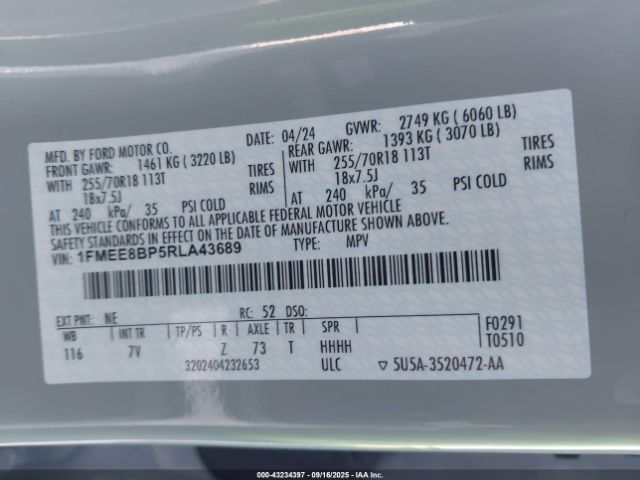 MFD. BY FORD MOTOR CO. DATE: 04/24 GVWR: 2749 KG ( 6060 LB)
FRONT GAWR: 1461 KG ( 3220 LB) REAR GAWR: 1393 KG ( 3070 LB)
WITH 255/70R18 113T TIRES WITH 255/70R18 113T TIRES
18x7.5J RIMS 18x7.5J RIMS
AT 240 kPa/ 35 PSI COLD AT 240 kPa/ 35 PSI COLD
THIS VEHICLE CONFORMS TO ALL APPLICABLE FEDERAL MOTOR VEHICLE
SAFETY STANDARDS IN EFFECT ON THE DATE OF MANUFACTURE SHOWN ABOVE.
VIN: 1FMEE8BP5RLA43689 TYPE: MPV
EXT PNT: NE RC: 52 DSO:
WB INT TR TP/PS R AXLE TR SPR F0291
116 7V Z 73 T HHHH T0510
3202404232653 ULC ▽ 5U5A-3520472-AA
000-43234397 - 09/16/2025 - © IAA Inc.